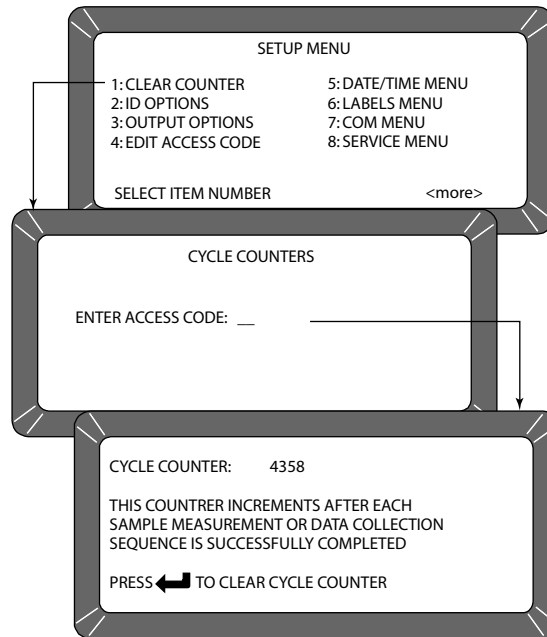 SETUP MENU
1: CLEAR COUNTER 5: DATE/TIME MENU
2: ID OPTIONS 6: LABELS MENU
3: OUTPUT OPTIONS 7: COM MENU
4: EDIT ACCESS CODE 8: SERVICE MENU
SELECT ITEM NUMBER <more>
CYCLE COUNTERS
ENTER ACCESS CODE: __
CYCLE COUNTER: 4358
THIS COUNTRER INCREMENTS AFTER EACH
SAMPLE MEASUREMENT OR DATA COLLECTION
SEQUENCE IS SUCCESSFULLY COMPLETED
PRESS TO CLEAR CYCLE COUNTER